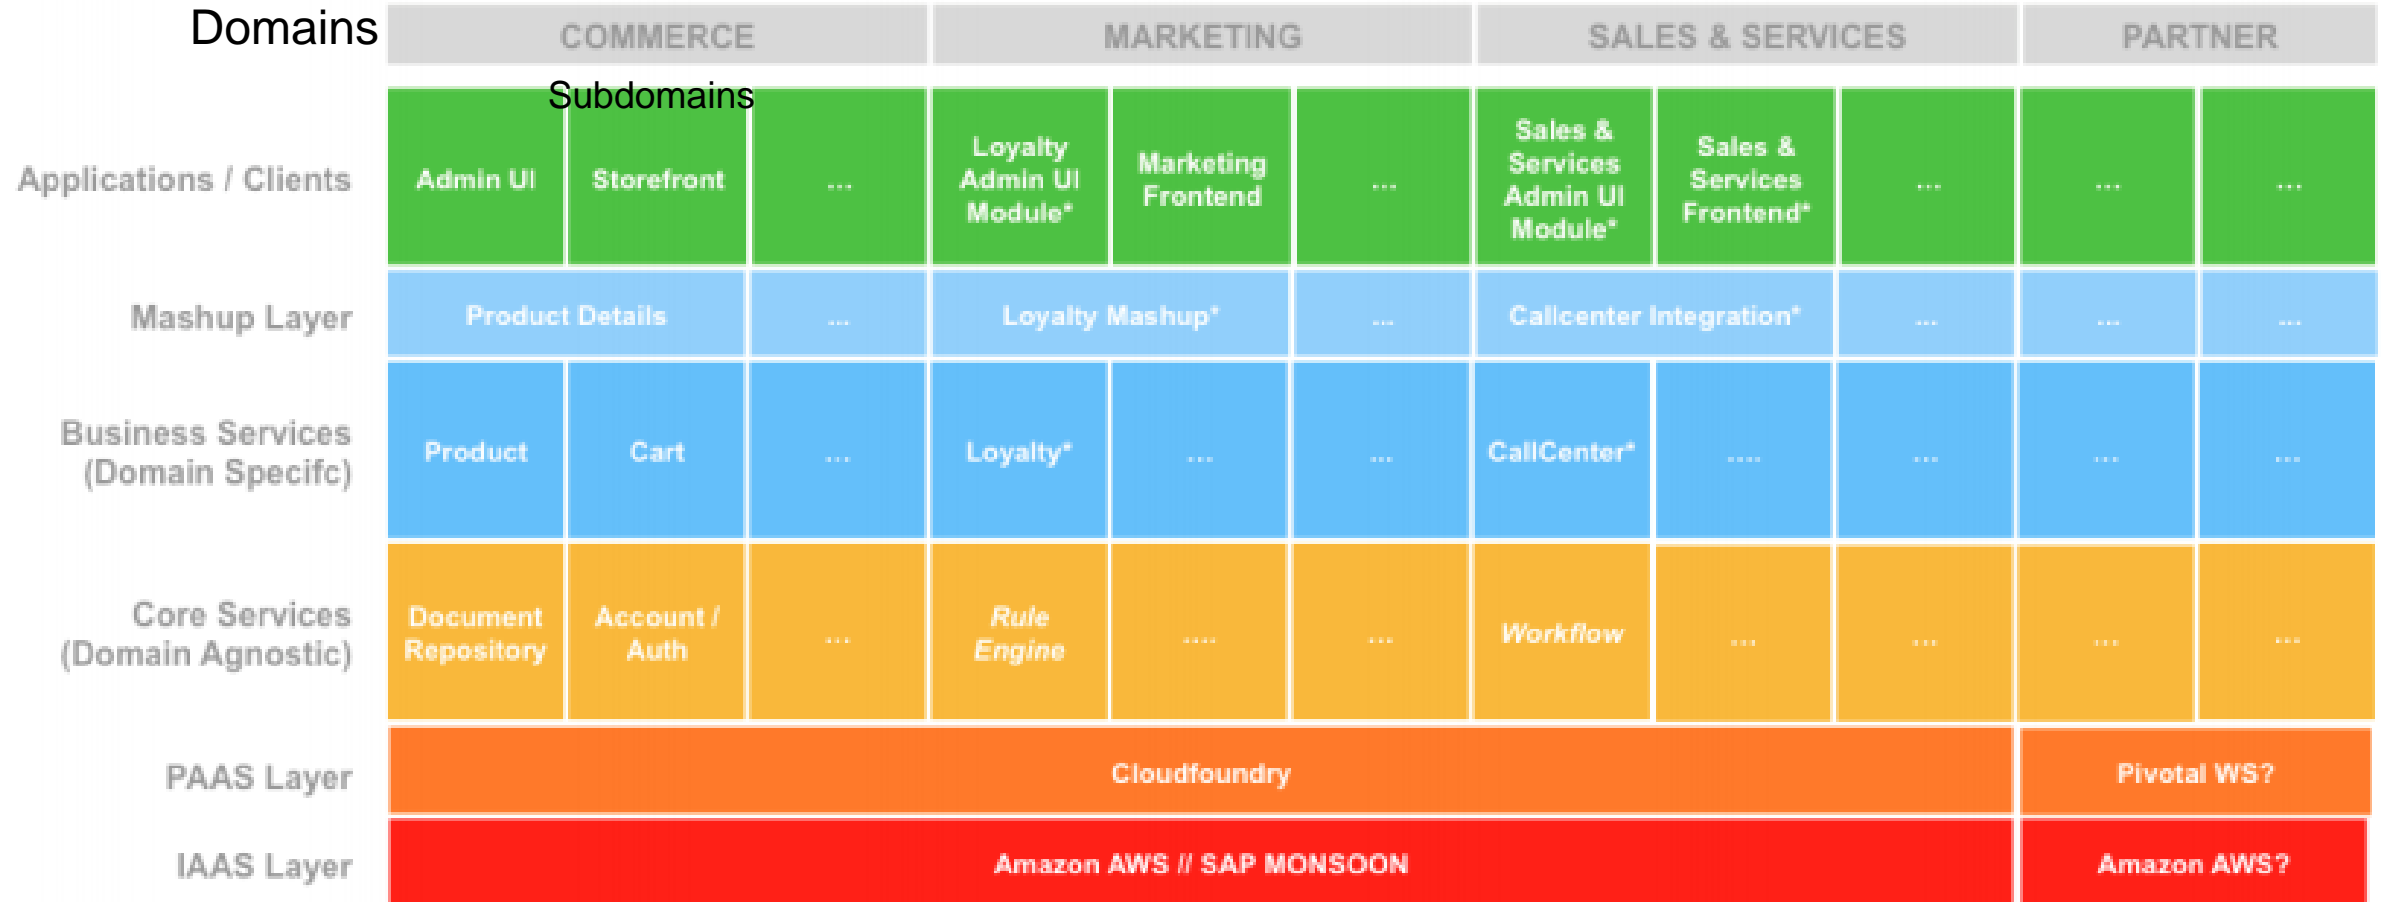 Domains
COMMERCE
MARKETING
SALES & SERVICES
PARTNER
Subdomains
Applications / Clients
Admin UI
Storefront
...
Loyalty
Admin UI
Module*
Marketing
Frontend
...
Sales &
Services
Admin UI
Module*
Sales &
Services
Frontend*
...
...
...
Mashup Layer
Product Details
...
Loyalty Mashup*
...
Callcenter Integration*
...
...
...
Business Services
(Domain Specifc)
Product
Cart
...
Loyalty*
...
...
CallCenter*
....
...
...
...
Core Services
(Domain Agnostic)
Document
Repository
Account /
Auth
...
Rule
Engine
....
...
Workflow
...
...
...
...
PAAS Layer
Cloudfoundry
Pivotal WS?
IAAS Layer
Amazon AWS // SAP MONSOON
Amazon AWS?